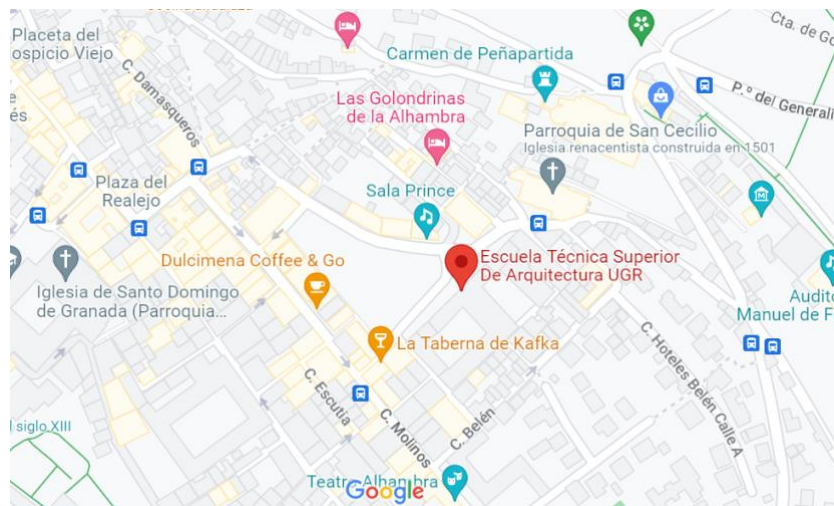 Cta. de Go
Placeta del
ospicio Viejo
C. Damasqueros
Carmen de Peñapartida
P.º del Generali
és
Las Golondrinas
de la Alhambra
Parroquia de San Cecilio
Iglesia renacentista construida en 1501
Plaza del
Realejo
Sala Prince
Dulcimena Coffee & Go
Escuela Técnica Superior
De Arquitectura UGR
Iglesia de Santo Domingo
de Granada (Parroquia...
Audito
Manuel de F
La Taberna de Kafka
C. Hoteles Belén Calle A
C. Escutia
C. Molinos
C. Belén
l siglo XIII
Teatro Alhambra
Google